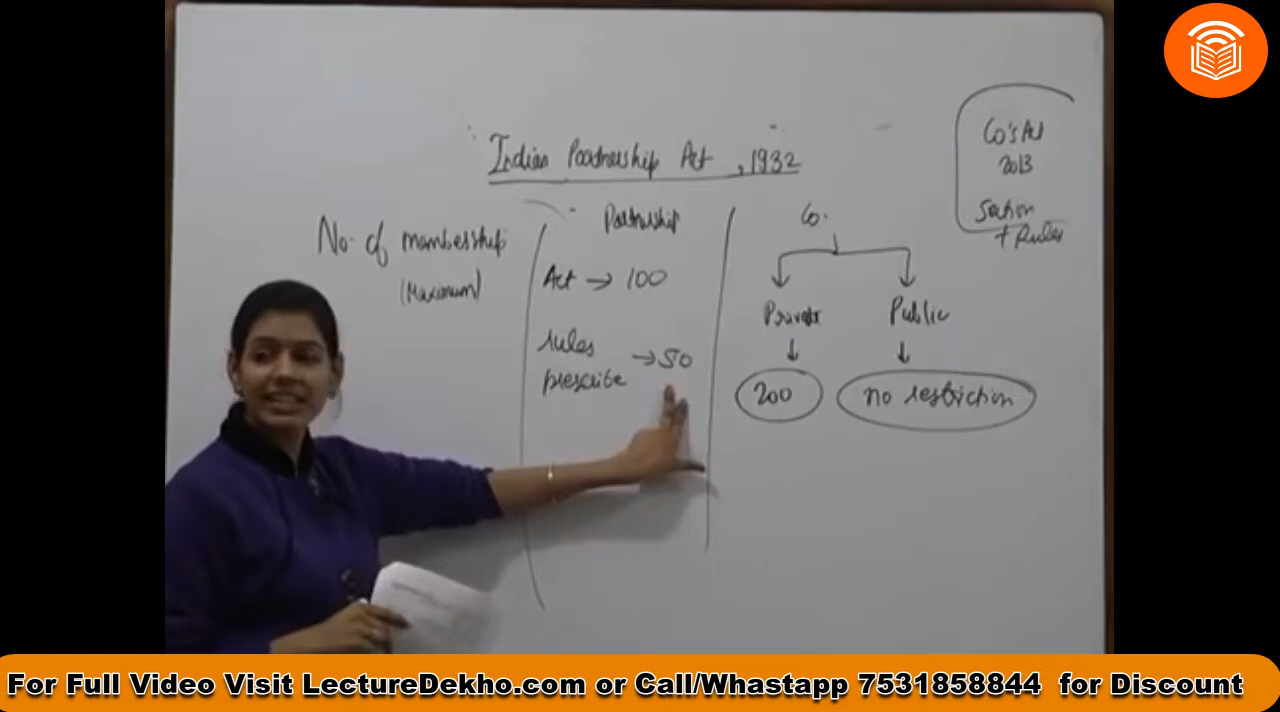 Indian Partnership Act, 1932
Co's Act
2013
Section
+ Rules
No. of membership
(Maximum)
Partnership
Act → 100
rules
prescribe → 50
Co.
Private
Public
200
no restriction
For Full Video Visit LectureDekho.com or Call/Whastapp 7531858844 for Discount